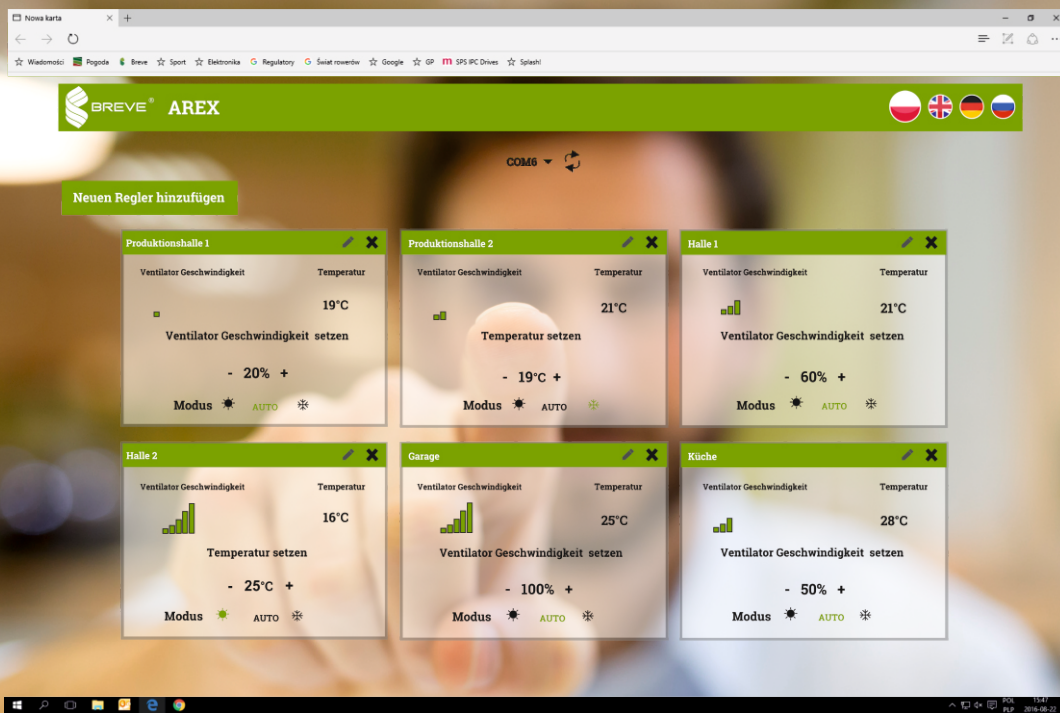 Nowa karta
Wiadomości Pogoda Breve Sport Elektronika Regulatory Świat rowerów Google GP SPS IPC Drives Splash!
BREVE® AREX
COM6
Neuen Regler hinzufügen
Produktionshalle 1
Ventilator Geschwindigkeit Temperatur
19°C
Ventilator Geschwindigkeit setzen
- 20% +
Modus AUTO
Produktionshalle 2
Ventilator Geschwindigkeit Temperatur
21°C
Temperatur setzen
- 19°C +
Modus AUTO
Halle 1
Ventilator Geschwindigkeit Temperatur
21°C
Ventilator Geschwindigkeit setzen
- 60% +
Modus AUTO
Halle 2
Ventilator Geschwindigkeit Temperatur
16°C
Temperatur setzen
- 25°C +
Modus AUTO
Garage
Ventilator Geschwindigkeit Temperatur
25°C
Ventilator Geschwindigkeit setzen
- 100% +
Modus AUTO
Küche
Ventilator Geschwindigkeit Temperatur
28°C
Ventilator Geschwindigkeit setzen
- 50% +
Modus AUTO
POL 15:47
PLP 2016-08-22